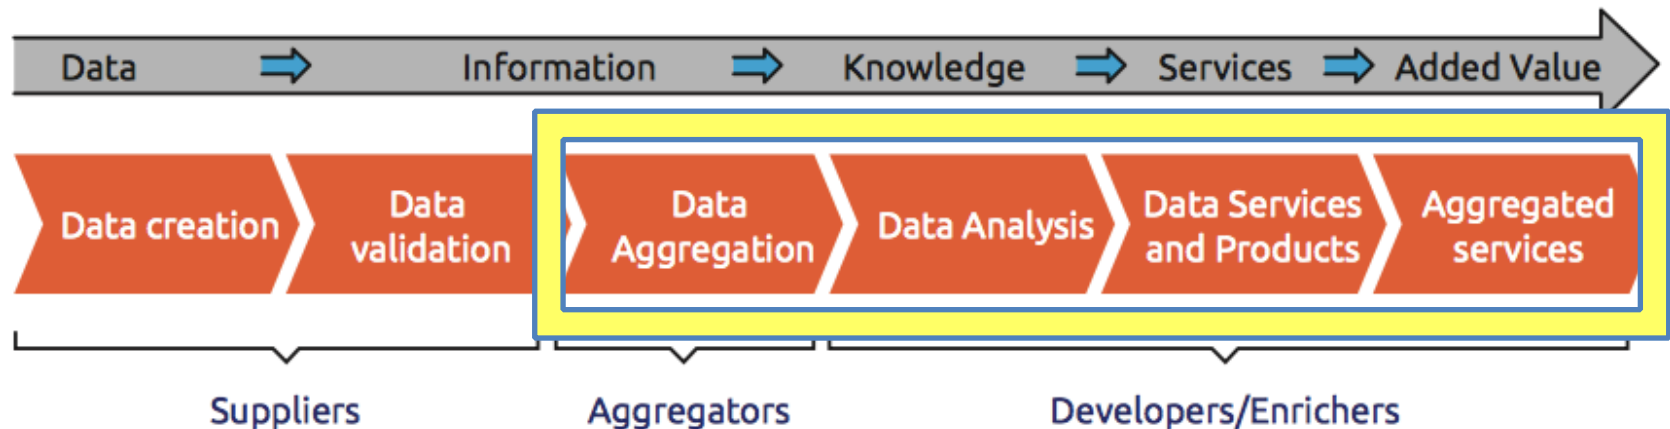 Data Information Knowledge Services Added Value
Data creation
Data
validation
Data
Aggregation
Data Analysis
Data Services
and Products
Aggregated
services
Suppliers Aggregators Developers/Enrichers